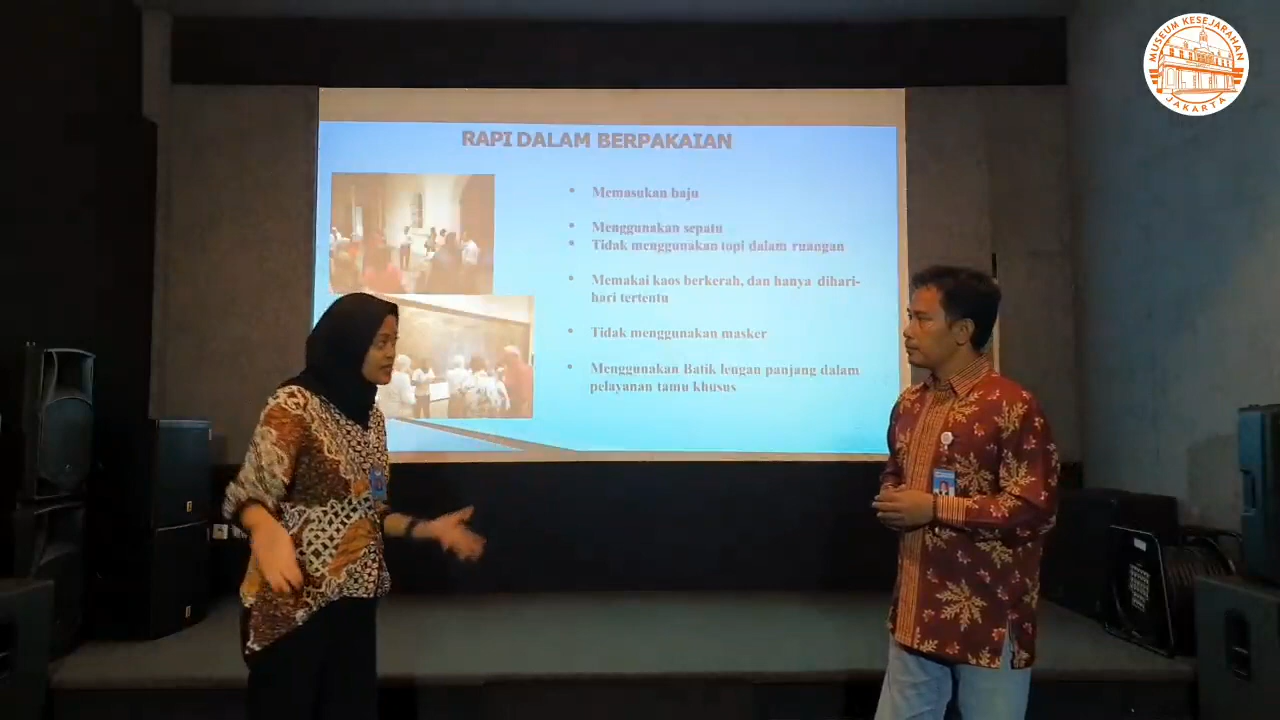 MUSEUM KESEJARAHAN
JAKARTA
RAPI DALAM BERPAKAIAN
• Memasukan baju
• Menggunakan sepatu
• Tidak menggunakan topi dalam ruangan
• Memakai kaos berkerah, dan hanya dihari-
hari tertentu
• Tidak menggunakan masker
• Menggunakan Batik lengan panjang dalam
pelayanan tamu khusus